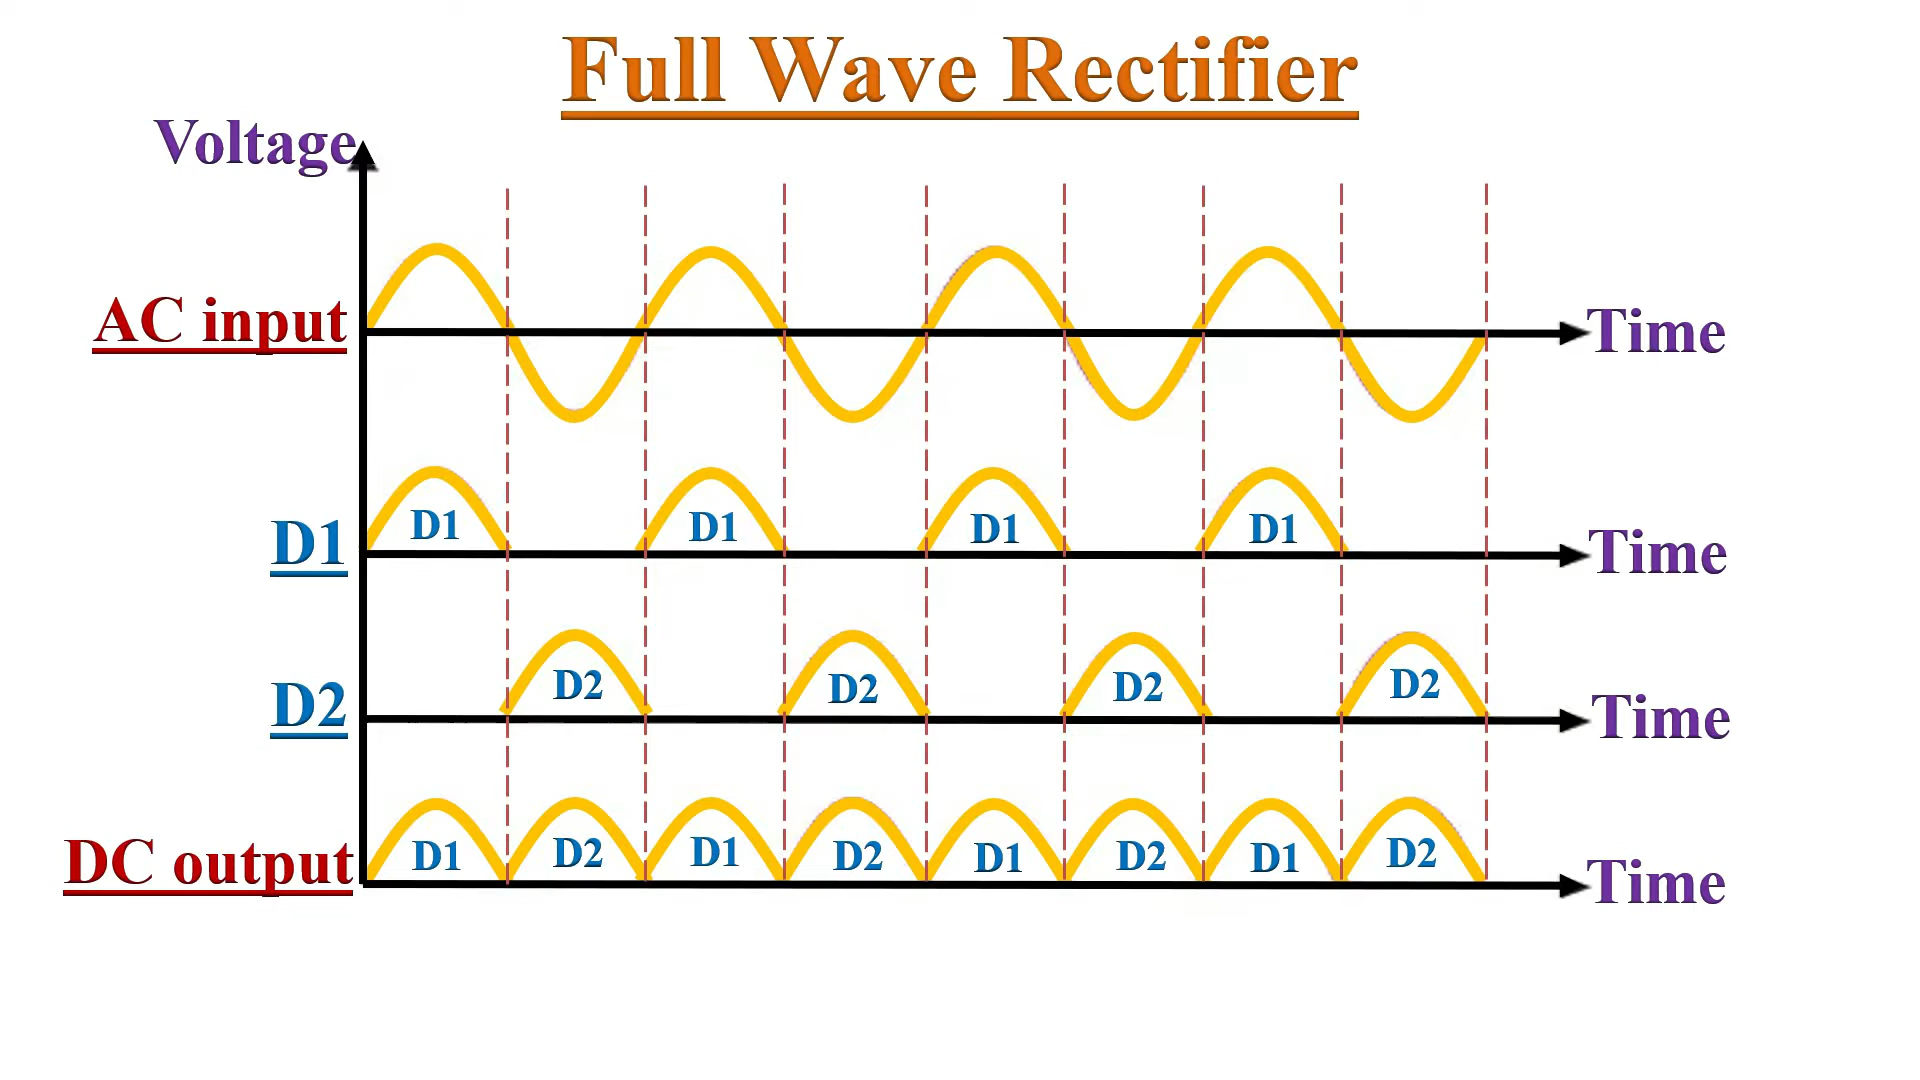 Full Wave Rectifier
Voltage
AC input
Time
D1 D1 D1 D1
D1
Time
D2 D2 D2 D2
D2
Time
D1 D2 D1 D2 D1 D2 D1 D2
DC output
Time